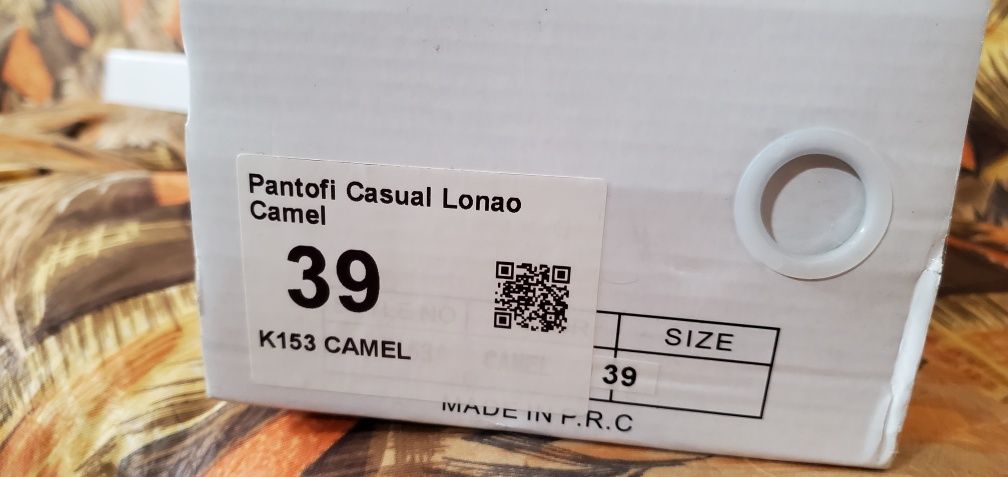 Pantofi Casual Lonao
Camel
39
K153 CAMEL
SIZE
39
MADE IN P.R.C